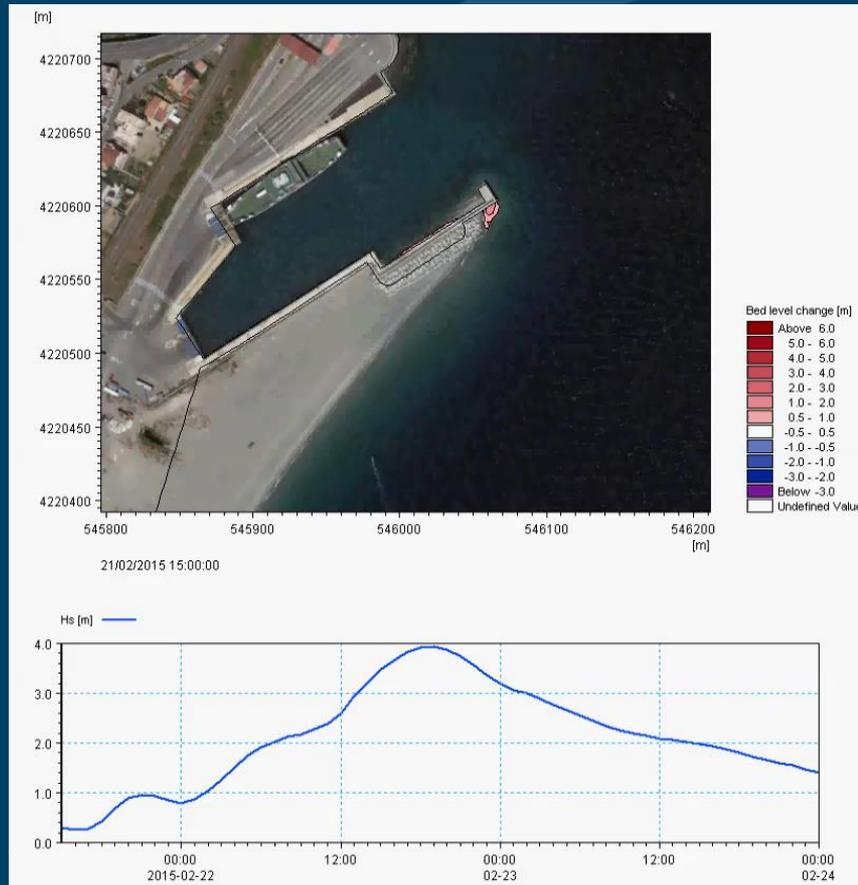 [m]
4220700
4220650
4220600
4220550
4220500
4220450
4220400
545800 545900 546000 546100 546200
[m]
21/02/2015 15:00:00
Bed level change [m]
Above 6.0
5.0 - 6.0
4.0 - 5.0
3.0 - 4.0
2.0 - 3.0
1.0 - 2.0
0.5 - 1.0
-0.5 - 0.5
-1.0 - -0.5
-2.0 - -1.0
-3.0 - -2.0
Below -3.0
Undefined Value
Hs [m]
4.0
3.0
2.0
1.0
0.0
00:00 12:00 00:00 12:00 00:00
2015-02-22 02-23 02-24